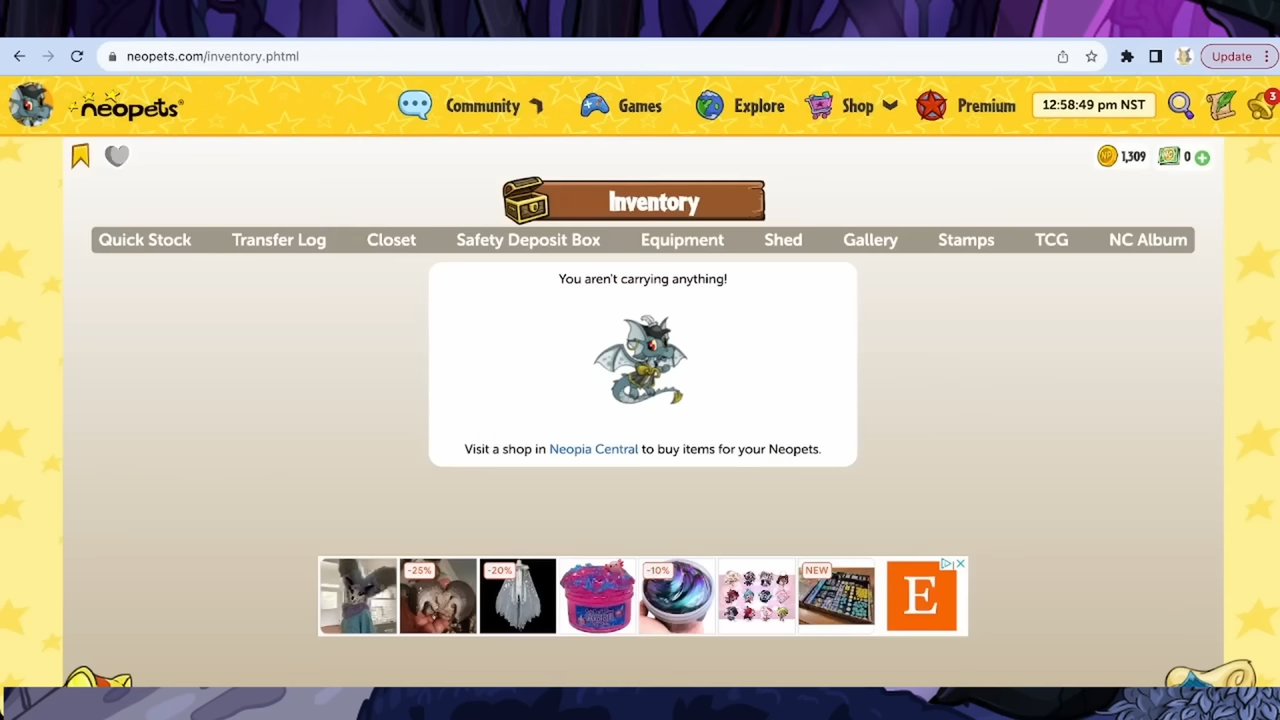 neopets.com/inventory.phtml
Update
neopets
Community
Games
Explore
Shop
Premium
12:58:49 pm NST
3
1,309
0
Inventory
Quick Stock
Transfer Log
Closet
Safety Deposit Box
Equipment
Shed
Gallery
Stamps
TCG
NC Album
You aren't carrying anything!
Visit a shop in Neopia Central to buy items for your Neopets.
-25%
-20%
-10%
NEW
E